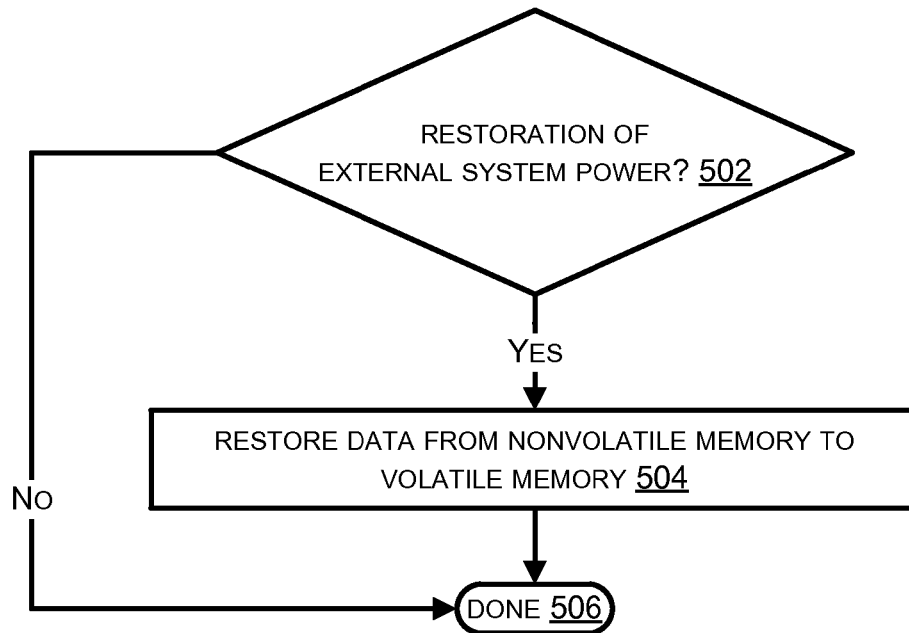 RESTORATION OF
EXTERNAL SYSTEM POWER? 502
YES
RESTORE DATA FROM NONVOLATILE MEMORY TO
VOLATILE MEMORY 504
NO
DONE 506